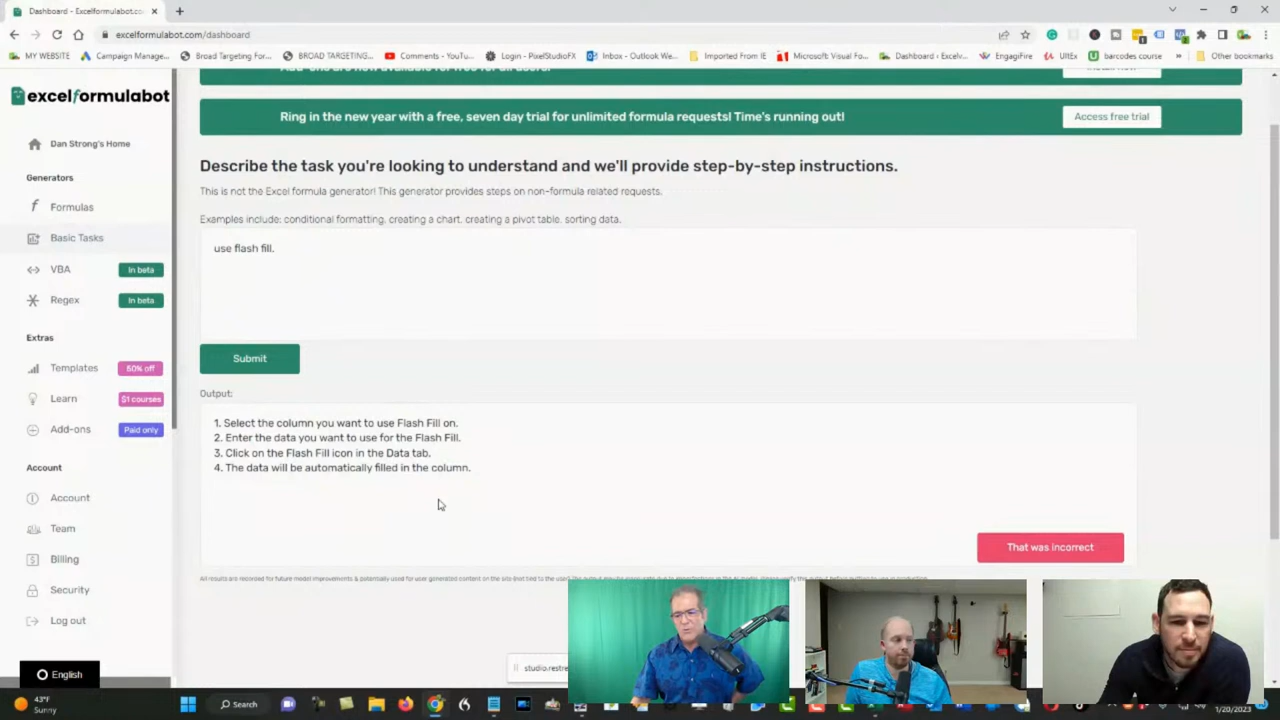 Dashboard - Excelformulabot.com
excelformulabot.com/dashboard
MY WEBSITE
Campaign Manage...
Broad Targeting For...
BROAD TARGETING...
Comments - YouTu...
Login - PixelStudioFX
Inbox - Outlook We...
Imported From IE
Microsoft Visual Fo...
Dashboard ‹ Excelv...
EngagiFire
UltEx
barcodes course
»
Other bookmarks
excelformulabot
Ring in the new year with a free, seven day trial for unlimited formula requests! Time's running out!
Access free trial
Dan Strong's Home
Generators
Formulas
Basic Tasks
VBA
In beta
Regex
In beta
Extras
Templates
60% off
Learn
$1 courses
Add-ons
Paid only
Account
Account
Team
Billing
Security
Log out
English
Describe the task you're looking to understand and we'll provide step-by-step instructions.
This is not the Excel formula generator! This generator provides steps on non-formula related requests.
Examples include: conditional formatting, creating a chart, creating a pivot table, sorting data.
use flash fill.
Submit
Output:
1. Select the column you want to use Flash Fill on.
2. Enter the data you want to use for the Flash Fill.
3. Click on the Flash Fill icon in the Data tab.
4. The data will be automatically filled in the column.
That was incorrect
studio.restre
43°F
Sunny
Search
1/20/2023